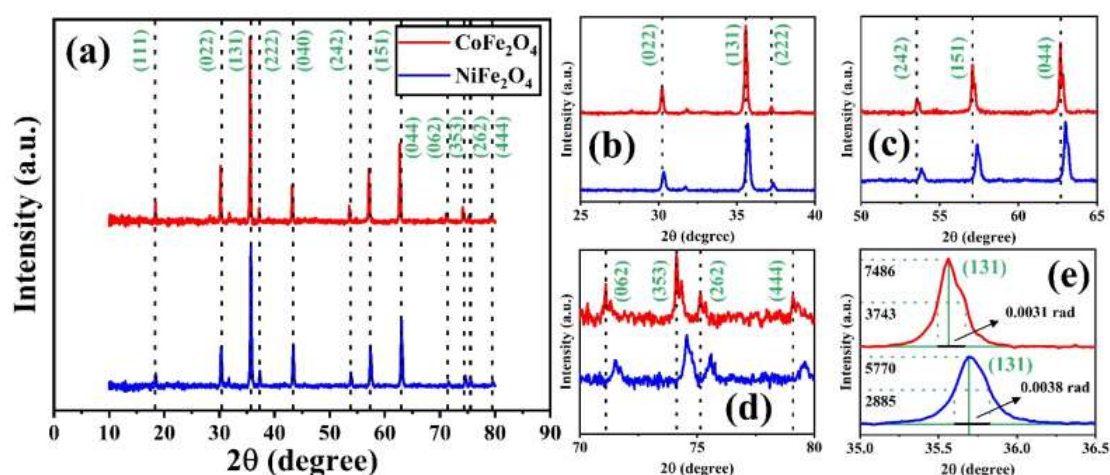 (a)
CoFe₂O₄
NiFe₂O₄
(111)
(022)
(131)
(222)
(040)
(242)
(151)
(044)
(062)
(353)
(262)
(444)
Intensity (a.u.)
0 10 20 30 40 50 60 70 80 90
2θ (degree)
(b)
(022)
(131)
(222)
Intensity (a.u.)
25 30 35 40
2θ (degree)
(c)
(242)
(151)
(044)
Intensity (a.u.)
50 55 60 65
2θ (degree)
(d)
(062)
(353)
(262)
(444)
Intensity (a.u.)
70 75 80
2θ (degree)
(e)
7486
(131)
3743
0.0031 rad
5770
(131)
2885
0.0038 rad
Intensity (a.u.)
35.0 35.5 36.0 36.5
2θ (degree)